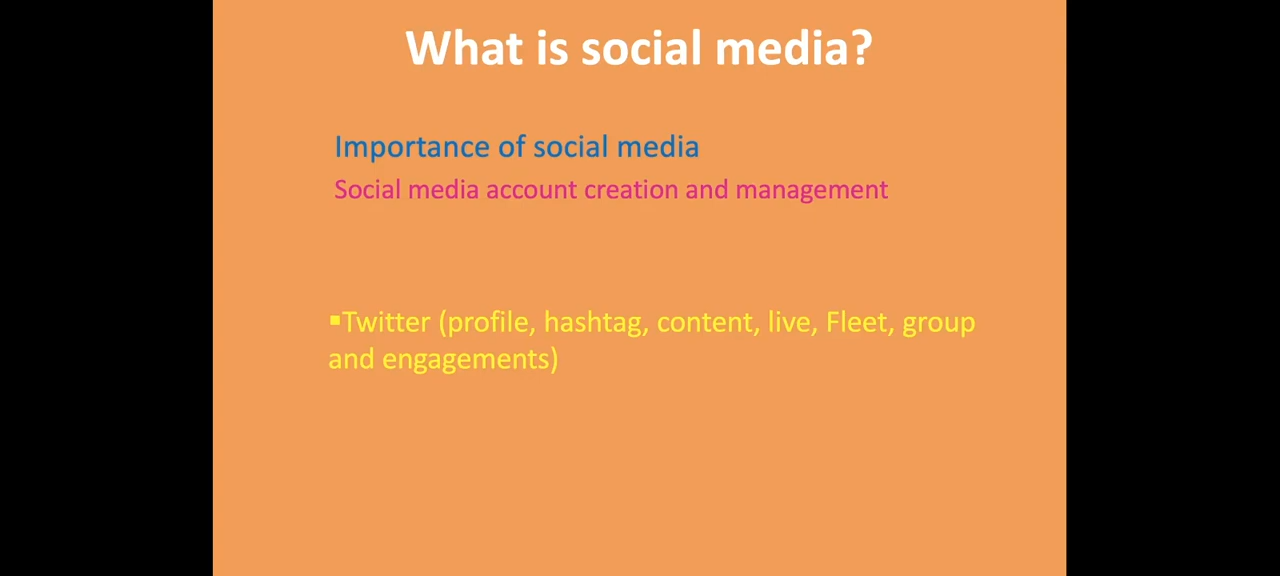 What is social media?
Importance of social media
Social media account creation and management
▪Twitter (profile, hashtag, content, live, Fleet, group
and engagements)